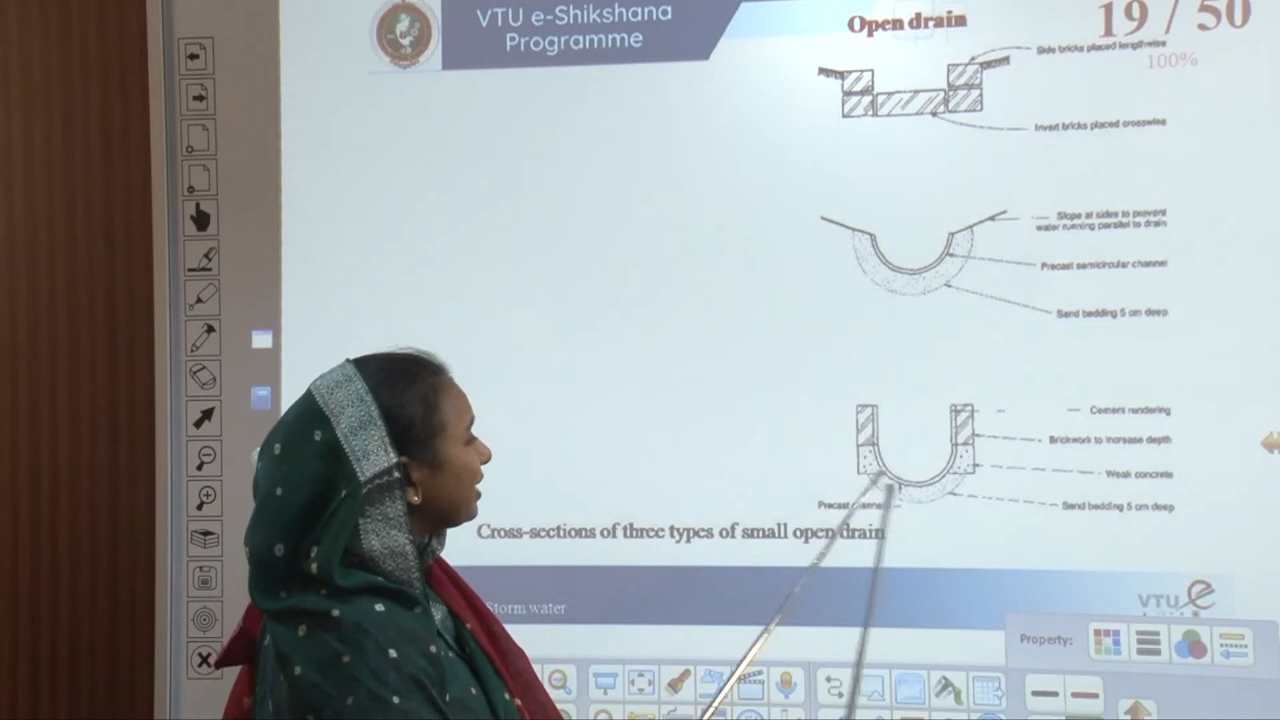 VTU e-Shikshana
Programme
Open drain
19 / 50
100%
Side bricks placed lengthwise
Invert bricks placed crosswise
Slope at sides to prevent
water running parallel to drain
Precast semicircular channel
Sand bedding 5 cm deep
Cement rendering
Brickwork to increase depth
Weak concrete
Precast channel
Sand bedding 5 cm deep
Cross-sections of three types of small open drain
Storm water
VTU e
Property: